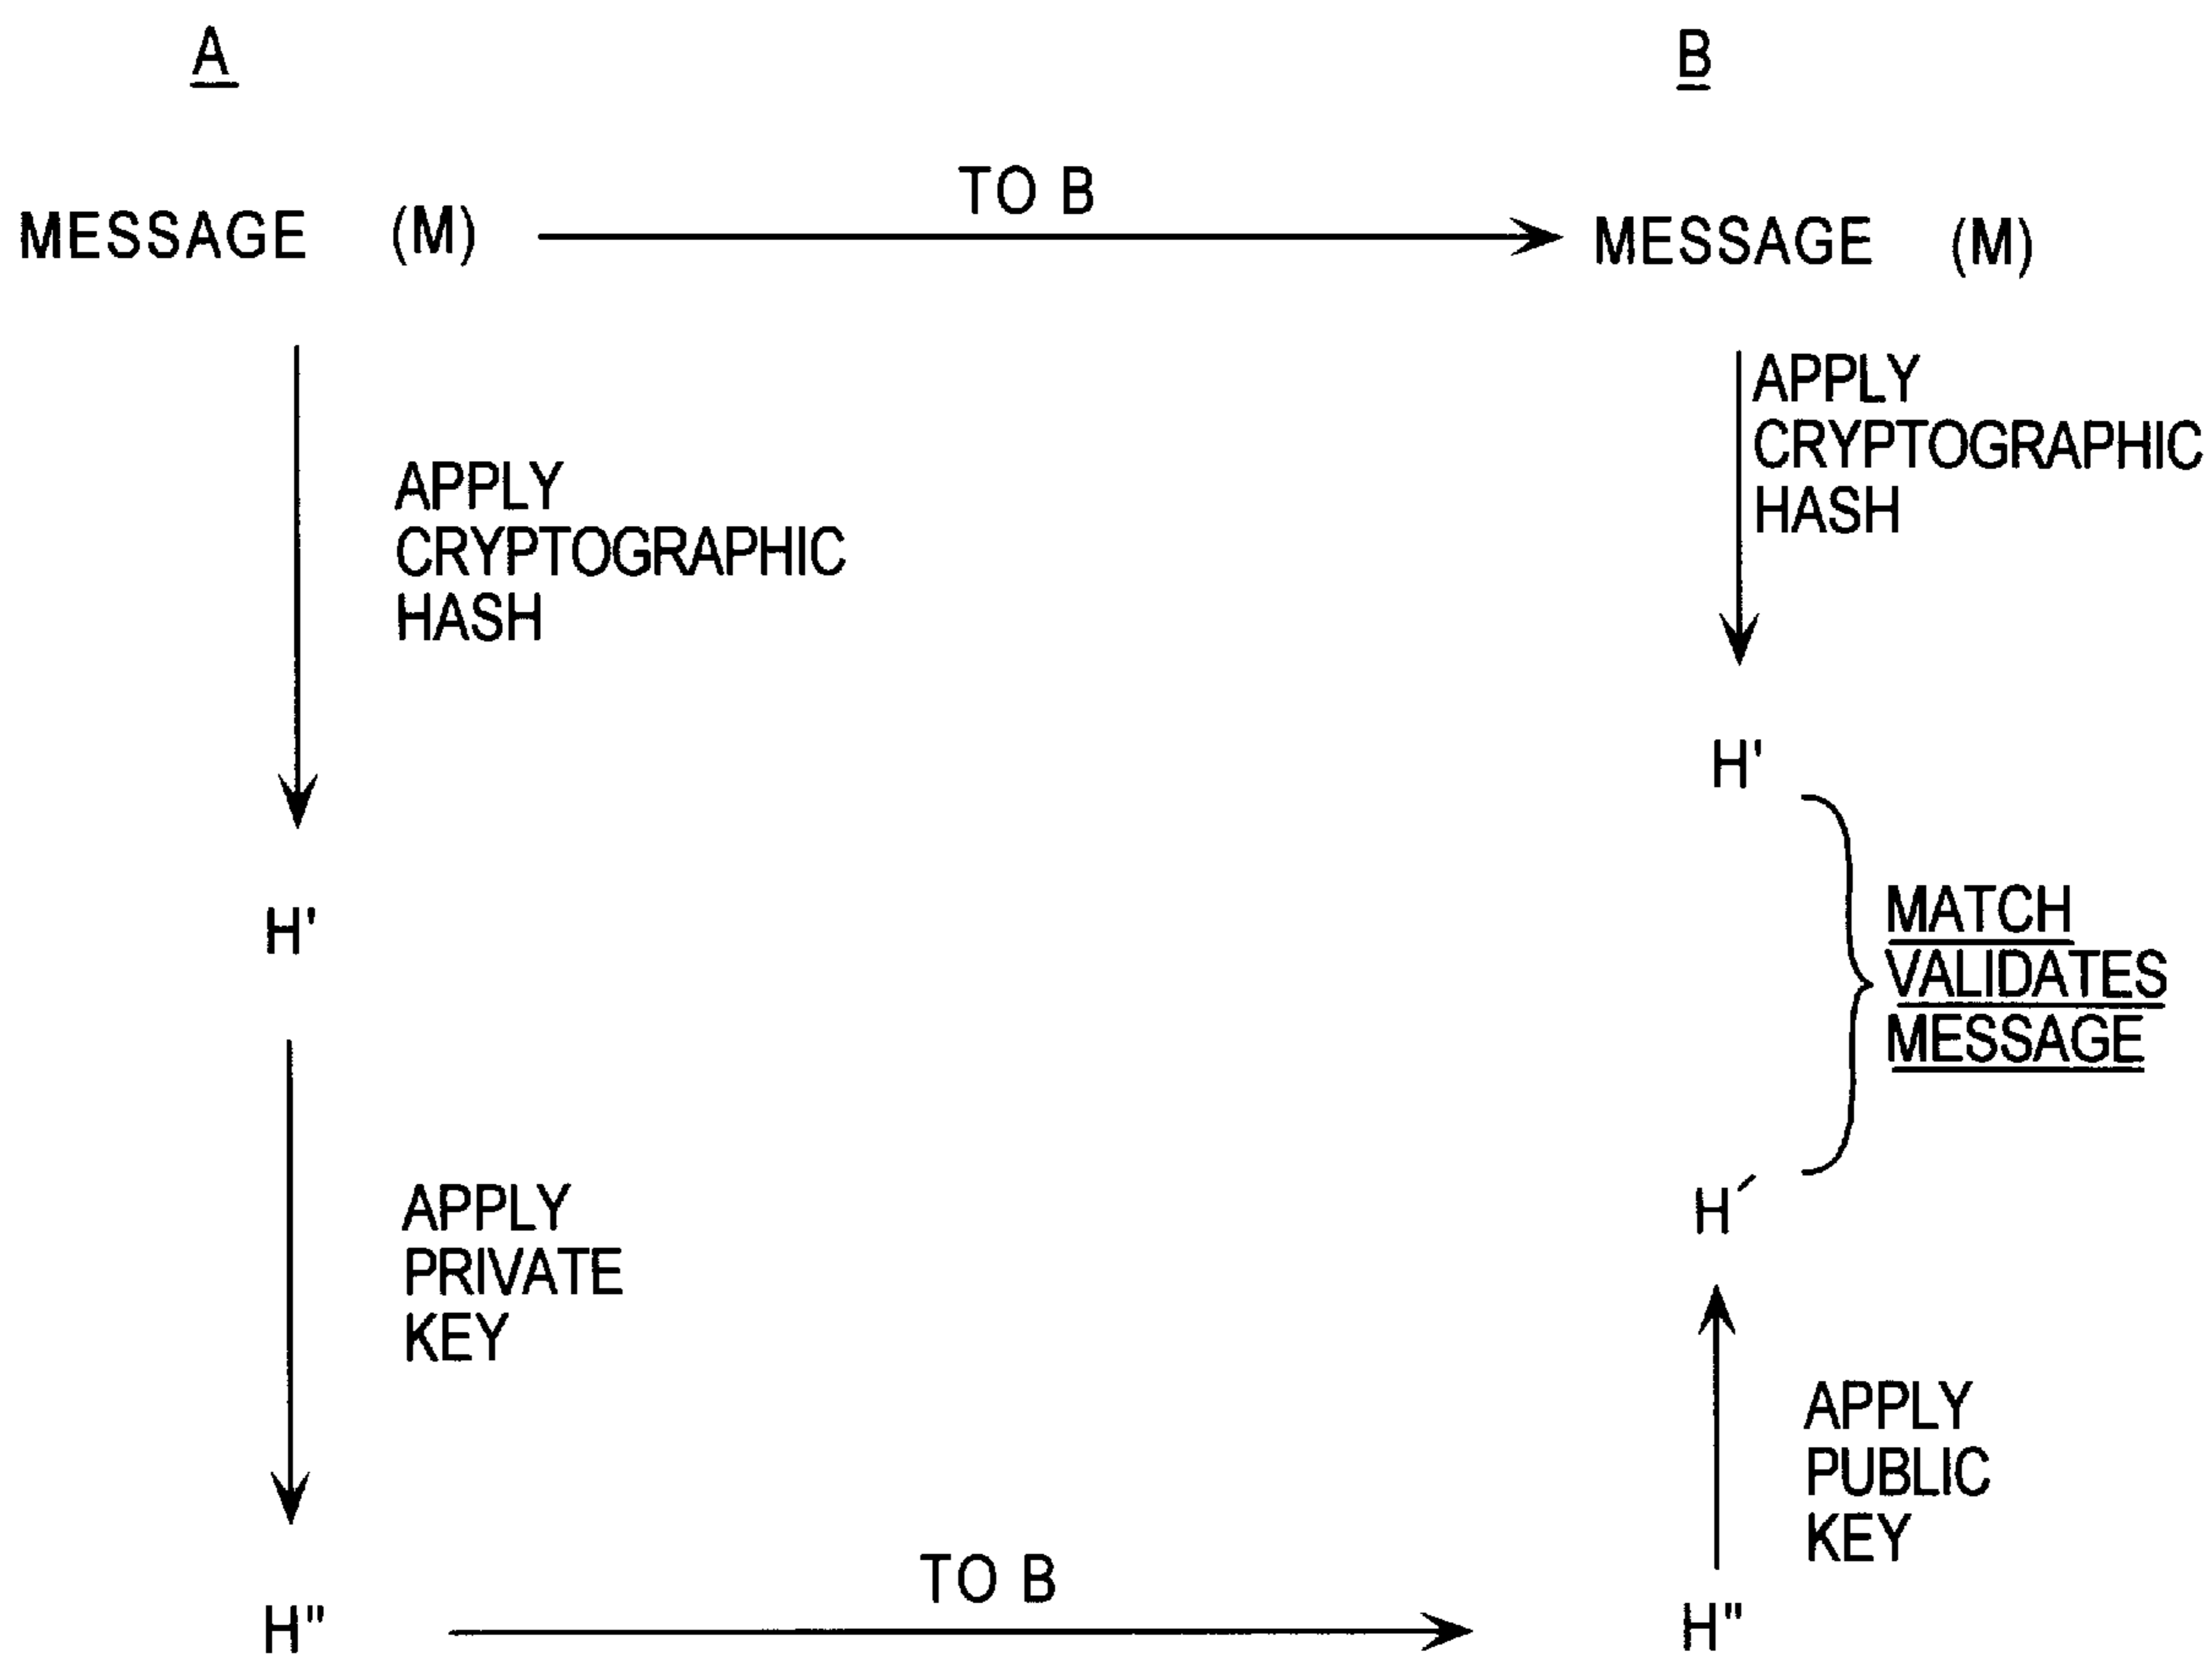 A
B
TO B
MESSAGE (M)
MESSAGE (M)
APPLY
CRYPTOGRAPHIC
HASH
APPLY
CRYPTOGRAPHIC
HASH
H'
H'
MATCH
VALIDATES
MESSAGE
APPLY
PRIVATE
KEY
H´
APPLY
PUBLIC
KEY
H"
TO B
H"